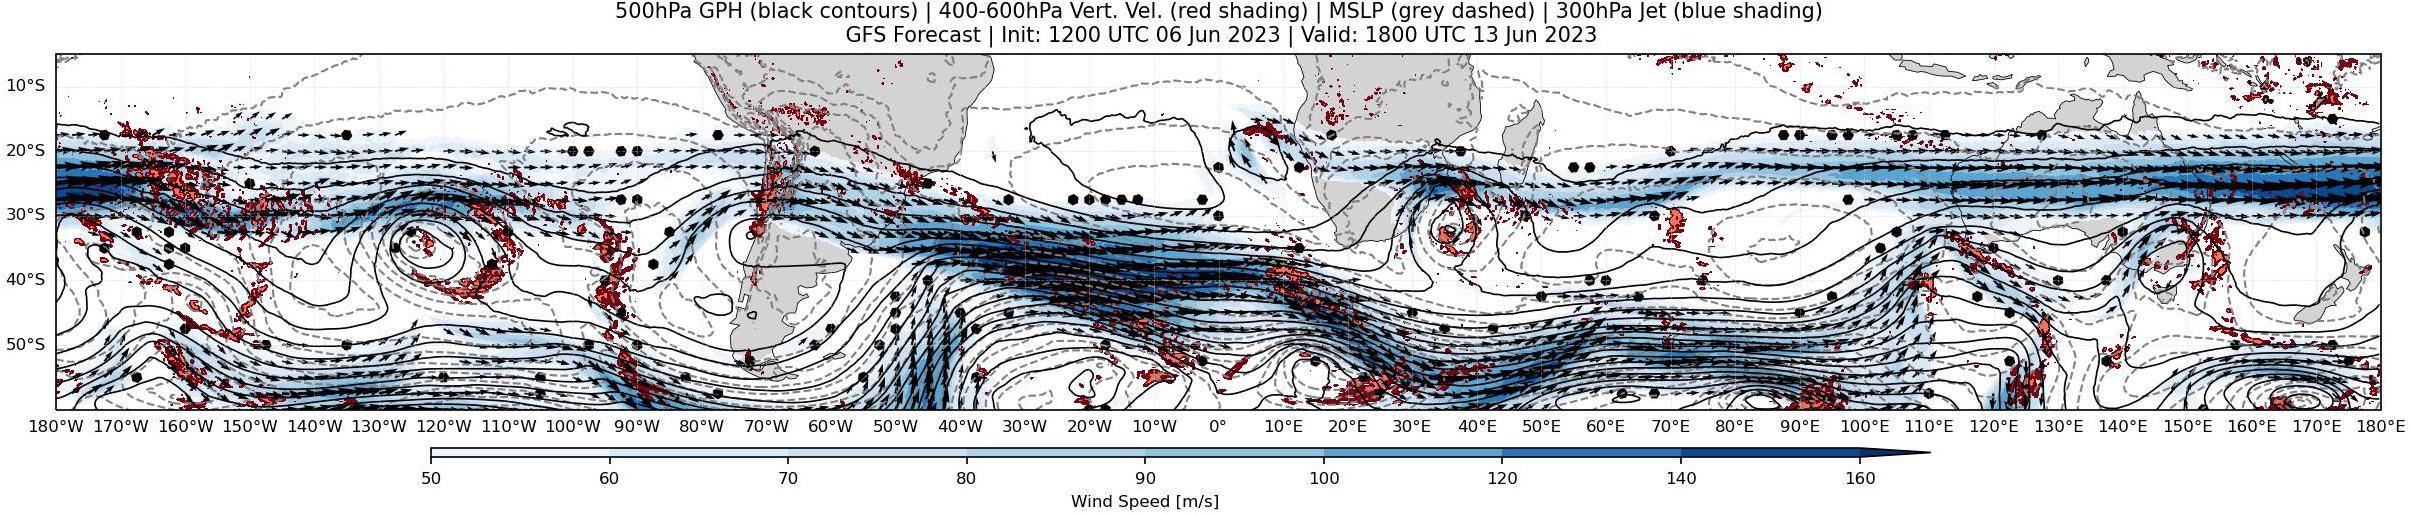 500hPa GPH (black contours) | 400-600hPa Vert. Vel. (red shading) | MSLP (grey dashed) | 300hPa Jet (blue shading)
GFS Forecast | Init: 1200 UTC 06 Jun 2023 | Valid: 1800 UTC 13 Jun 2023
10°S
20°S
30°S
40°S
50°S
180°W 170°W 160°W 150°W 140°W 130°W 120°W 110°W 100°W 90°W 80°W 70°W 60°W 50°W 40°W 30°W 20°W 10°W 0° 10°E 20°E 30°E 40°E 50°E 60°E 70°E 80°E 90°E 100°E 110°E 120°E 130°E 140°E 150°E 160°E 170°E 180°E
50 60 70 80 90 100 120 140 160
Wind Speed [m/s]